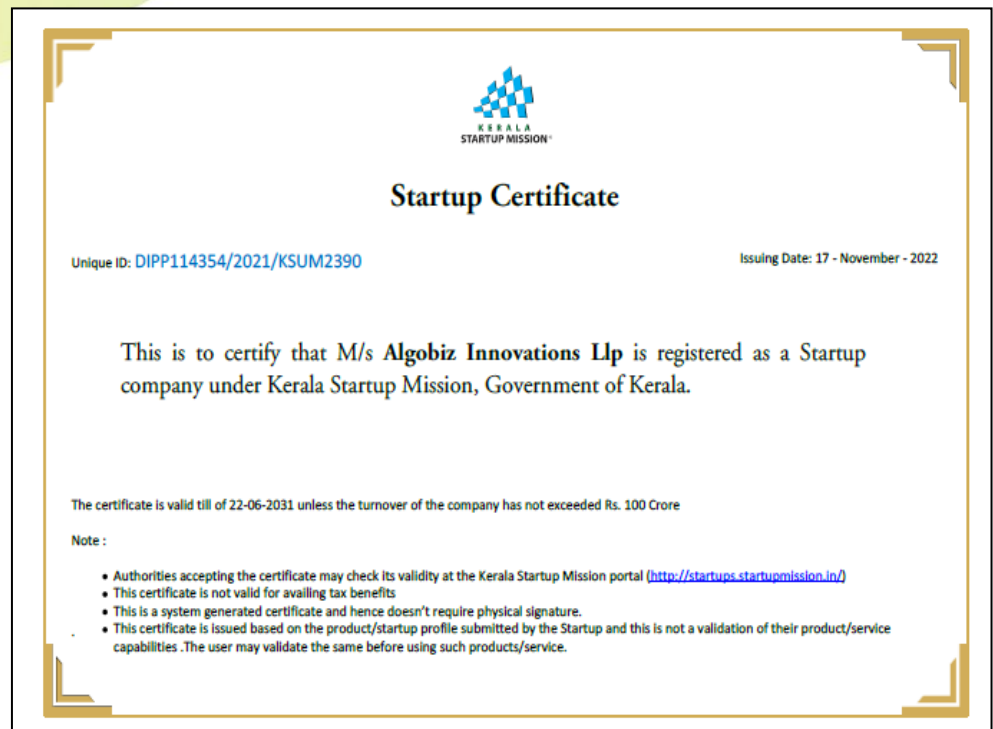 KERALA
STARTUP MISSION
Startup Certificate
Unique ID: DIPP114354/2021/KSUM2390
Issuing Date: 17 - November - 2022
This is to certify that M/s Algobiz Innovations Llp is registered as a Startup
company under Kerala Startup Mission, Government of Kerala.
The certificate is valid till of 22-06-2031 unless the turnover of the company has not exceeded Rs. 100 Crore
Note :
• Authorities accepting the certificate may check its validity at the Kerala Startup Mission portal (http://startups.startupmission.in/)
• This certificate is not valid for availing tax benefits
• This is a system generated certificate and hence doesn't require physical signature.
• This certificate is issued based on the product/startup profile submitted by the Startup and this is not a validation of their product/service
capabilities .The user may validate the same before using such products/service.